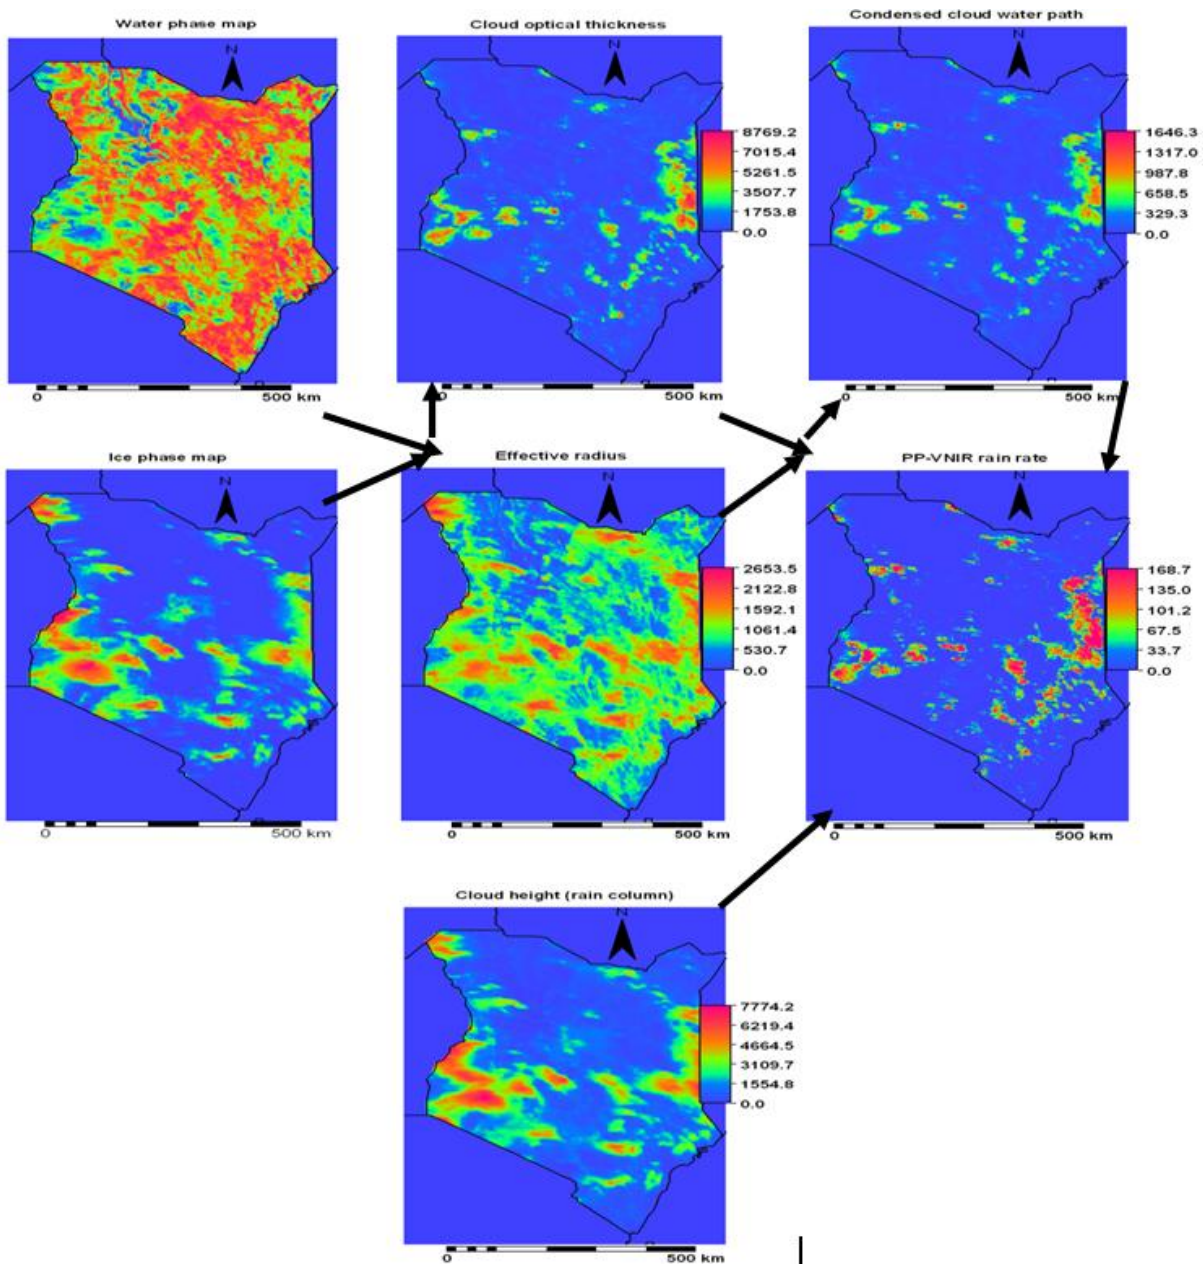 Water phase map
N
0 500 km
Cloud optical thickness
N
8769.2
7015.4
5261.5
3507.7
1753.8
0.0
0 500 km
Condensed cloud water path
N
1646.3
1317.0
987.8
658.5
329.3
0.0
0 500 km
Ice phase map
N
0 500 km
Effective radius
N
2653.5
2122.8
1592.1
1061.4
530.7
0.0
0 500 km
PP-VNIR rain rate
N
168.7
135.0
101.2
67.5
33.7
0.0
0 500 km
Cloud height (rain column)
N
7774.2
6219.4
4664.5
3109.7
1554.8
0.0
0 500 km